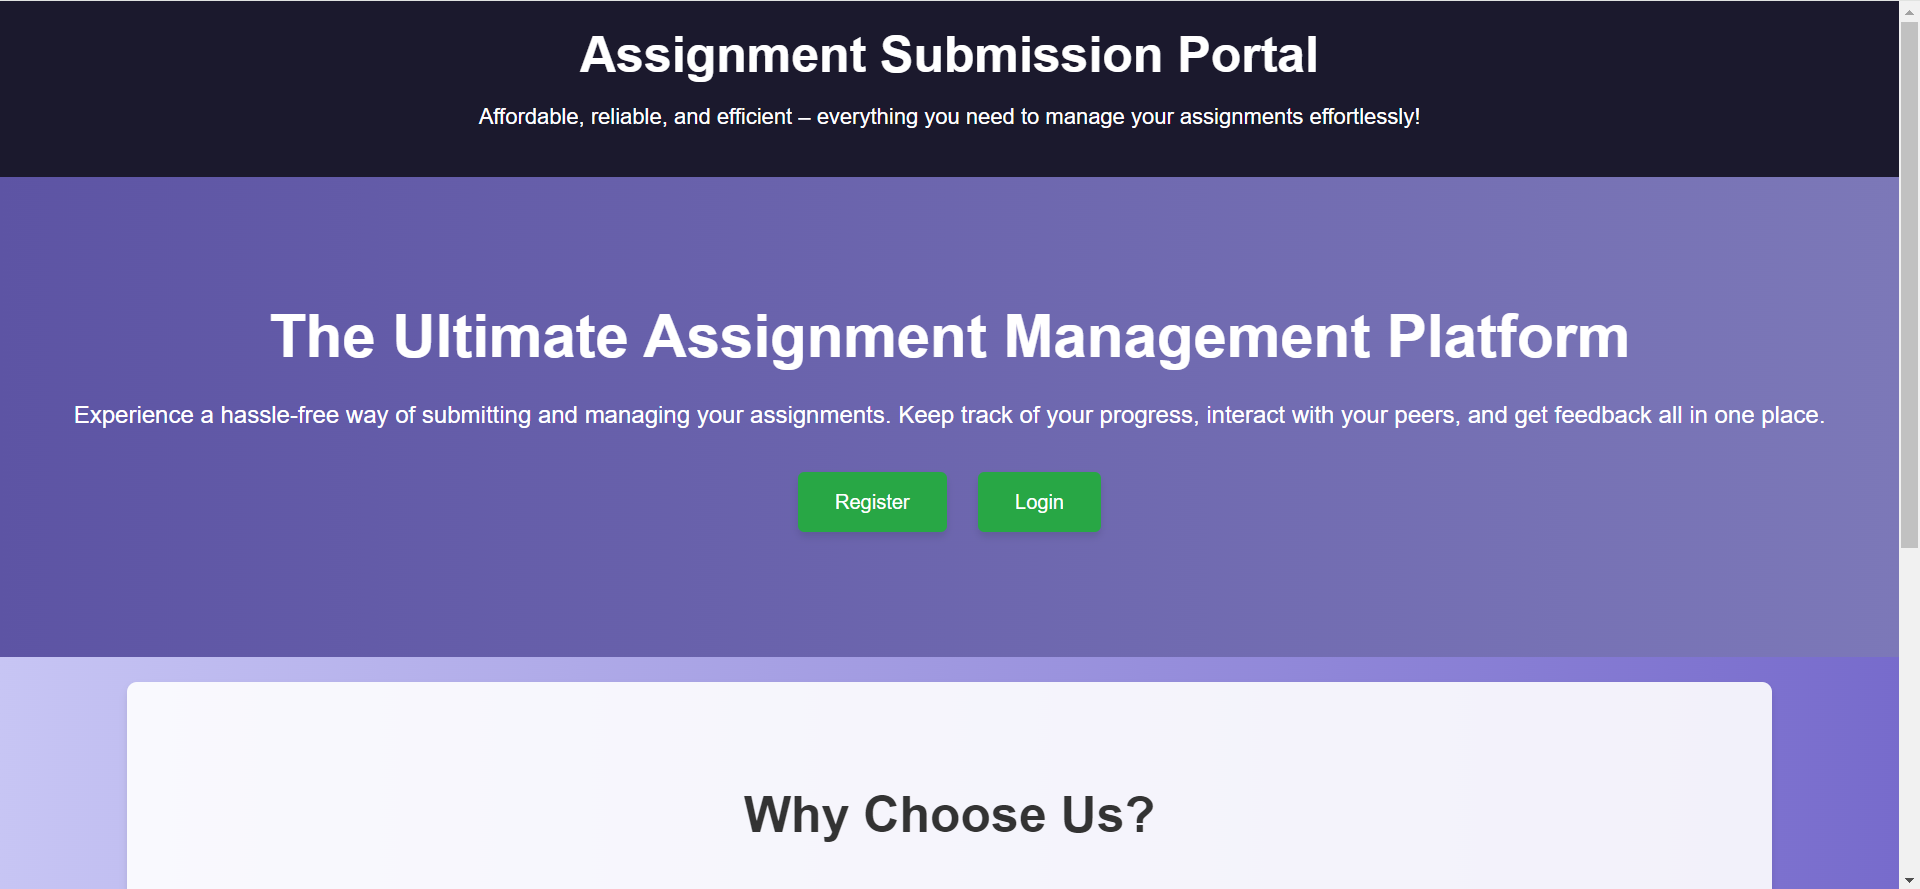 Assignment Submission Portal
Affordable, reliable, and efficient – everything you need to manage your assignments effortlessly!
The Ultimate Assignment Management Platform
Experience a hassle-free way of submitting and managing your assignments. Keep track of your progress, interact with your peers, and get feedback all in one place.
Register
Login
Why Choose Us?